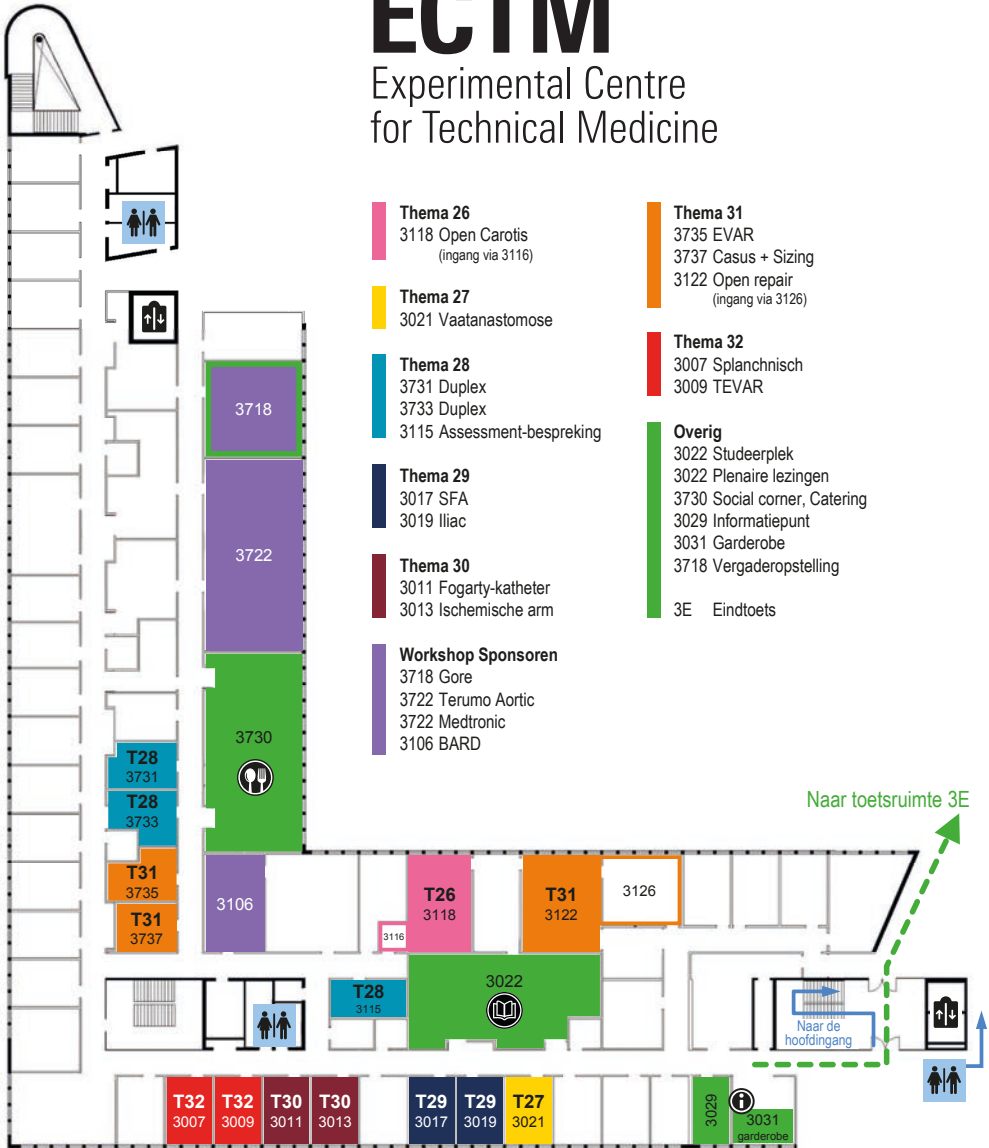 ECTM
Experimental Centre
for Technical Medicine
Thema 26
3118 Open Carotis
(ingang via 3116)
Thema 27
3021 Vaatanastomose
Thema 28
3731 Duplex
3733 Duplex
3115 Assessment-bespreking
Thema 29
3017 SFA
3019 Iliac
Thema 30
3011 Fogarty-katheter
3013 Ischemische arm
Workshop Sponsoren
3718 Gore
3722 Terumo Aortic
3722 Medtronic
3106 BARD
Thema 31
3735 EVAR
3737 Casus + Sizing
3122 Open repair
(ingang via 3126)
Thema 32
3007 Splanchnisch
3009 TEVAR
Overig
3022 Studeerplek
3022 Plenaire lezingen
3730 Social corner, Catering
3029 Informatiepunt
3031 Garderobe
3718 Vergaderopstelling
3E Eindtoets
3718
3722
3730
T28
3731
T28
3733
T31
3735
T31
3737
3106
3116
T26
3118
T31
3122
3126
Naar toetsruimte 3E
T28
3115
3022
Naar de
hoofdingang
T32
3007
T32
3009
T30
3011
T30
3013
T29
3017
T29
3019
T27
3021
3029
3031
garderobe